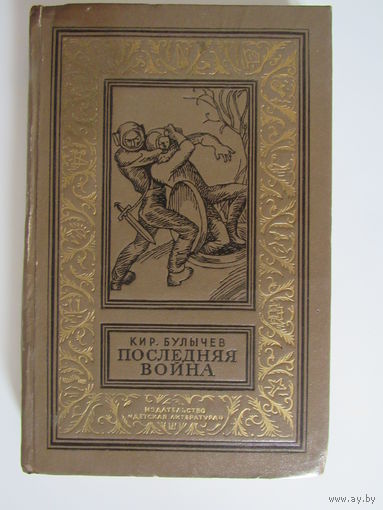 КИР. БУЛЫЧЕВ
ПОСЛЕДНЯЯ
ВОЙНА
ИЗДАТЕЛЬСТВО
«ДЕТСКАЯ ЛИТЕРАТУРА»
www.ay.by